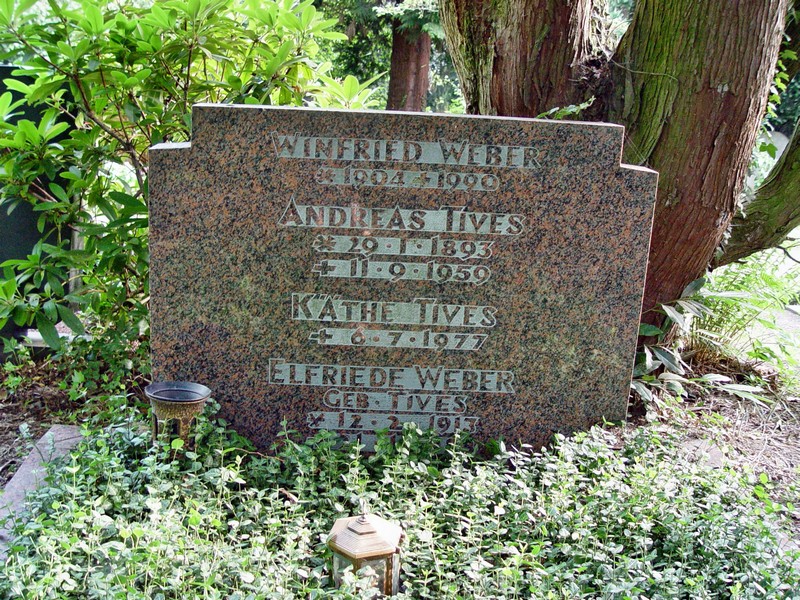 WINFRIED WEBER
* 1904 + 1990
ANDREAS TIVES
* 29·1·1893
+ 11·9·1959
KÄTHE TIVES
+ 6·7·1977
ELFRIEDE WEBER
GEB·TIVES
* 12·2·1913